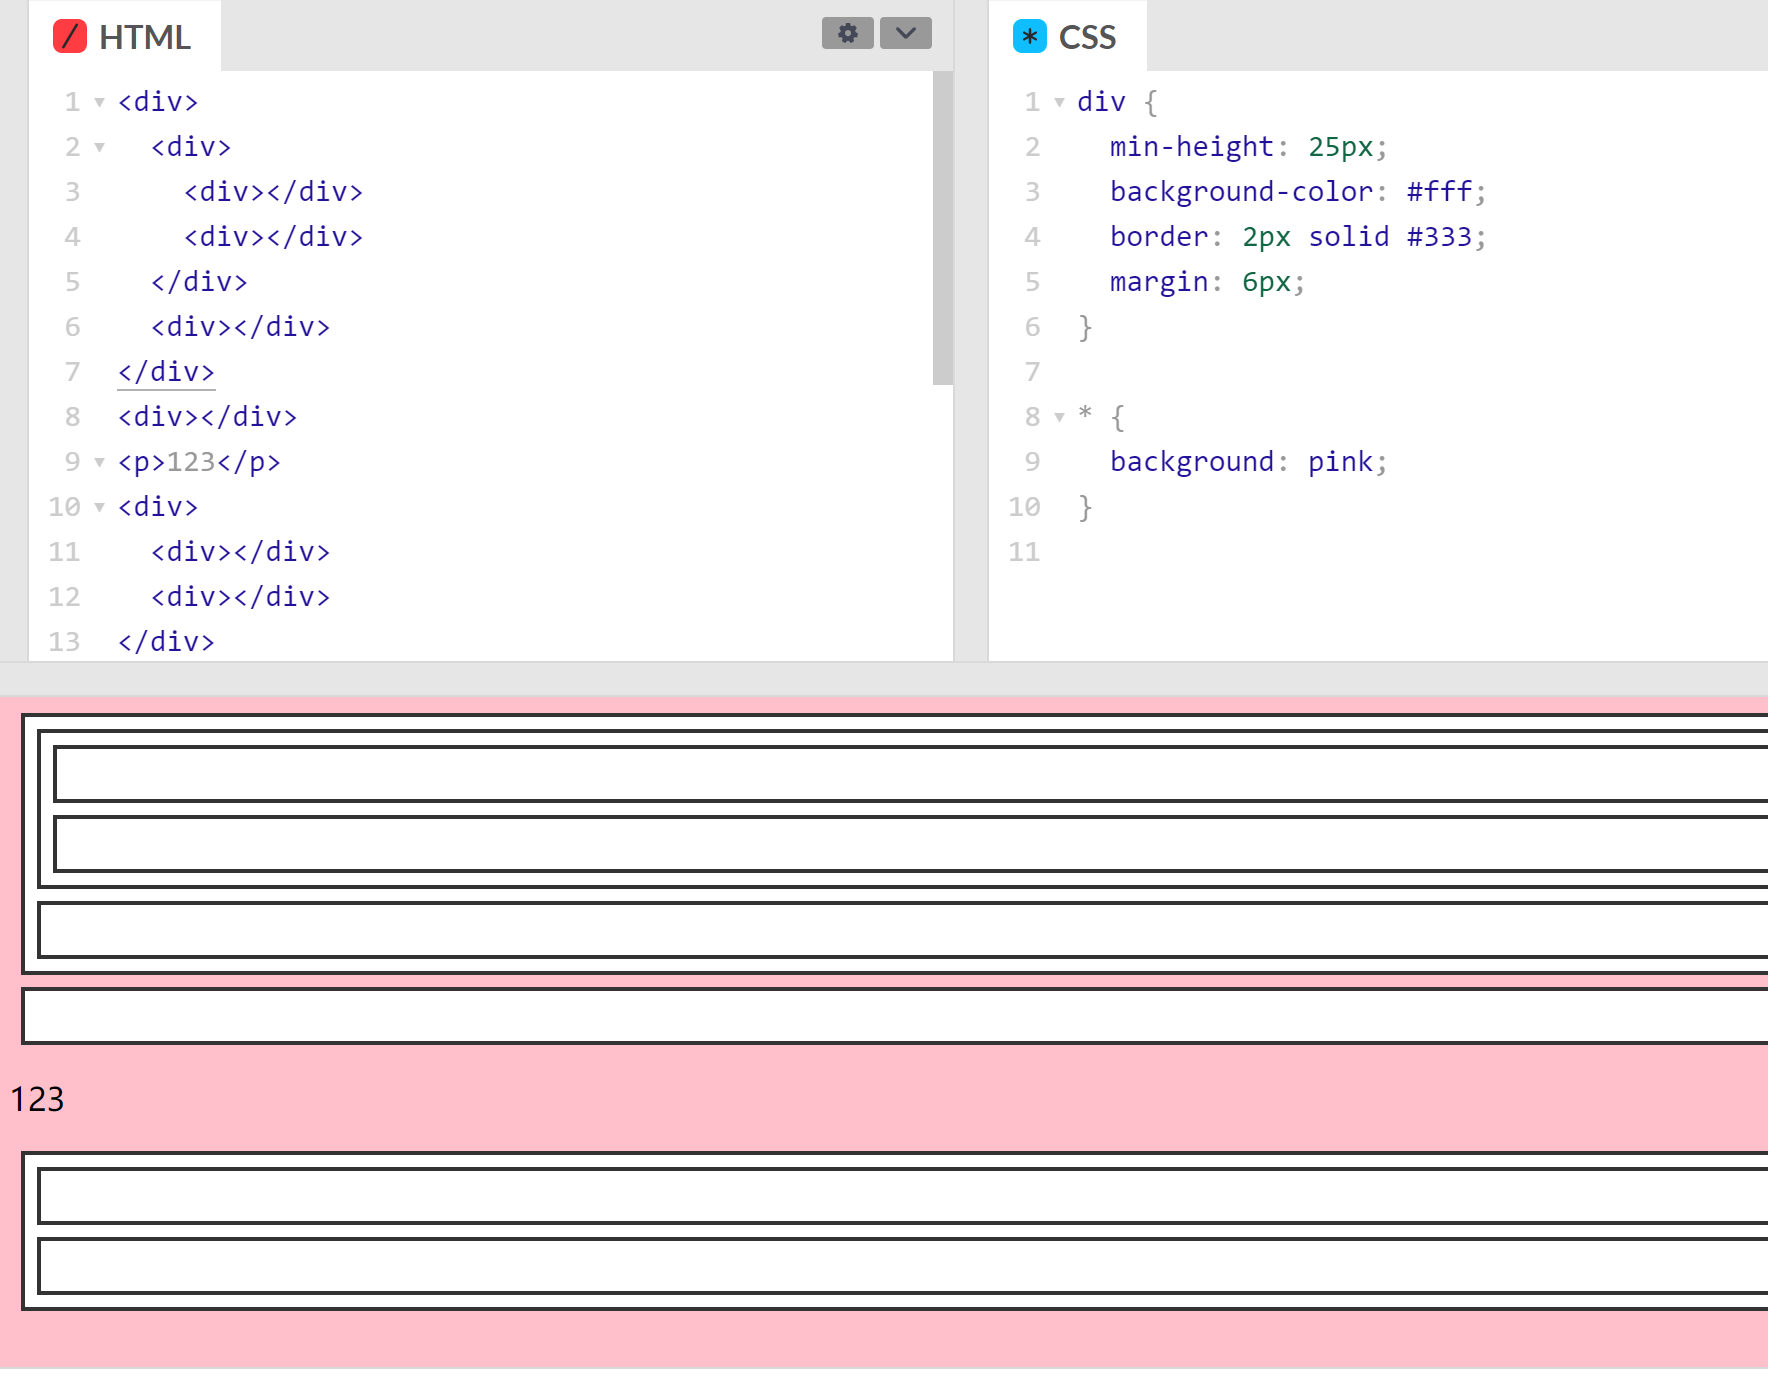 HTML
1 <div>
2 <div>
3 <div></div>
4 <div></div>
5 </div>
6 <div></div>
7 </div>
8 <div></div>
9 <p>123</p>
10 <div>
11 <div></div>
12 <div></div>
13 </div>
* CSS
1 div {
2 min-height: 25px;
3 background-color: #fff;
4 border: 2px solid #333;
5 margin: 6px;
6 }
7
8 * {
9 background: pink;
10 }
11
123